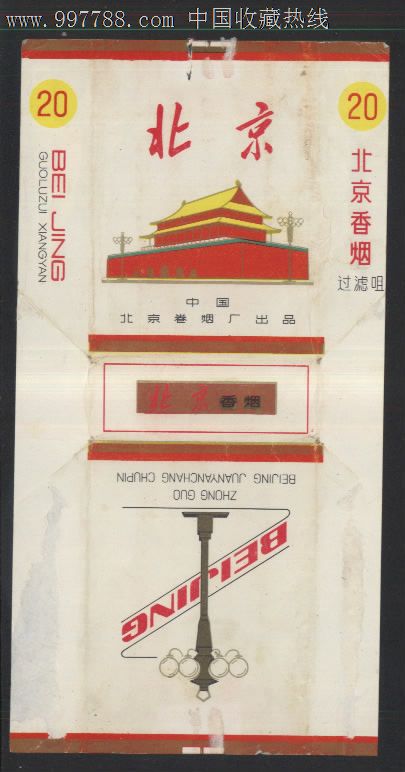 www.997788.com 中国收藏热线
20
20
北京
BEI JING
GUOLUZUI XIANGYAN
北京香烟
过滤咀
中国
北京卷烟厂出品
北京香烟
ZHONG GUO
BEIJING JUANYANCHANG CHUPIN
BEIJING